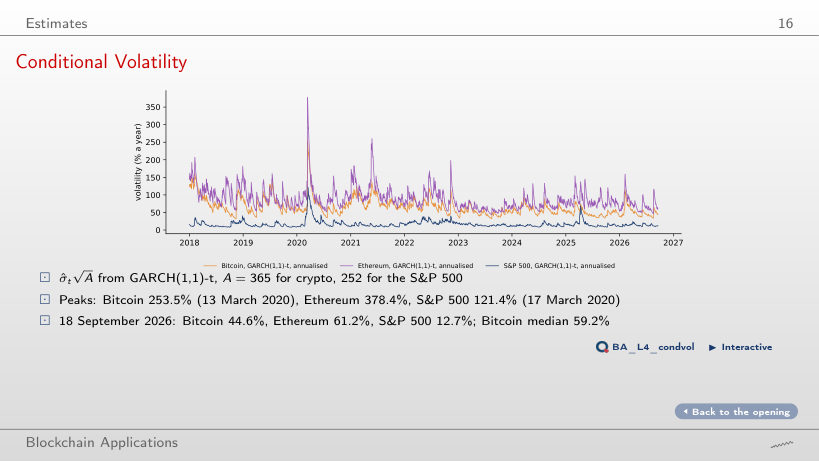 Estimates 16
Conditional Volatility
volatility (% a year)
350
300
250
200
150
100
50
0
2018 2019 2020 2021 2022 2023 2024 2025 2026 2027
Bitcoin, GARCH(1,1)-t, annualised Ethereum, GARCH(1,1)-t, annualised S&P 500, GARCH(1,1)-t, annualised
σ̂ₜ√A from GARCH(1,1)-t, A = 365 for crypto, 252 for the S&P 500
Peaks: Bitcoin 253.5% (13 March 2020), Ethereum 378.4%, S&P 500 121.4% (17 March 2020)
18 September 2026: Bitcoin 44.6%, Ethereum 61.2%, S&P 500 12.7%; Bitcoin median 59.2%
BA_L4_condvol Interactive
Back to the opening
Blockchain Applications